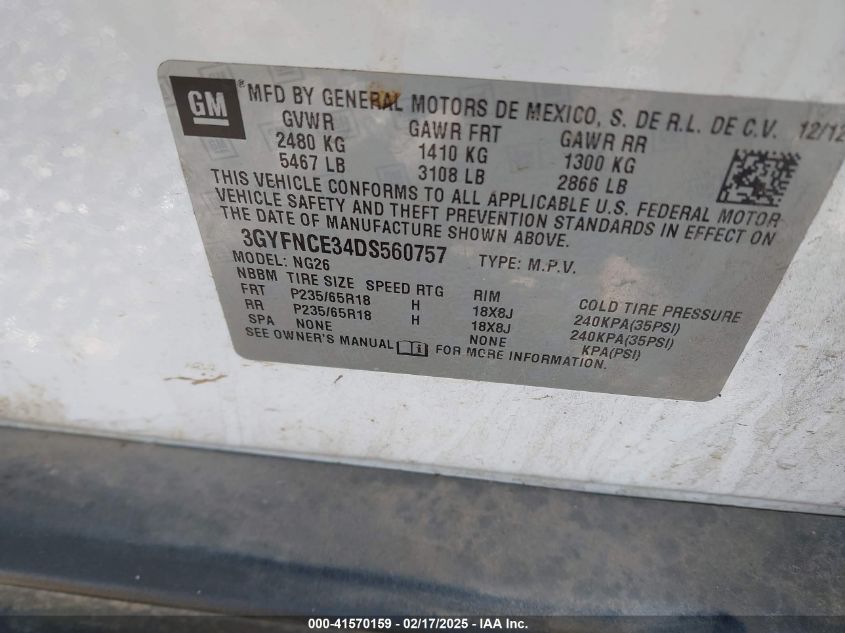 GM ® MFD BY GENERAL MOTORS DE MEXICO, S. DE R.L. DE C.V. 12/12
GVWR GAWR FRT GAWR RR
2480 KG 1410 KG 1300 KG
5467 LB 3108 LB 2866 LB
THIS VEHICLE CONFORMS TO ALL APPLICABLE U.S. FEDERAL MOTOR
VEHICLE SAFETY AND THEFT PREVENTION STANDARDS IN EFFECT ON
THE DATE OF MANUFACTURE SHOWN ABOVE.
3GYFNCE34DS560757 TYPE: M.P.V.
MODEL: NG26
NBBM TIRE SIZE SPEED RTG RIM COLD TIRE PRESSURE
FRT P235/65R18 H 18X8J 240KPA(35PSI)
RR P235/65R18 H 18X8J 240KPA(35PSI)
SPA NONE NONE KPA(PSI)
SEE OWNER'S MANUAL FOR MORE INFORMATION.
000-41570159 - 02/17/2025 - IAA Inc.